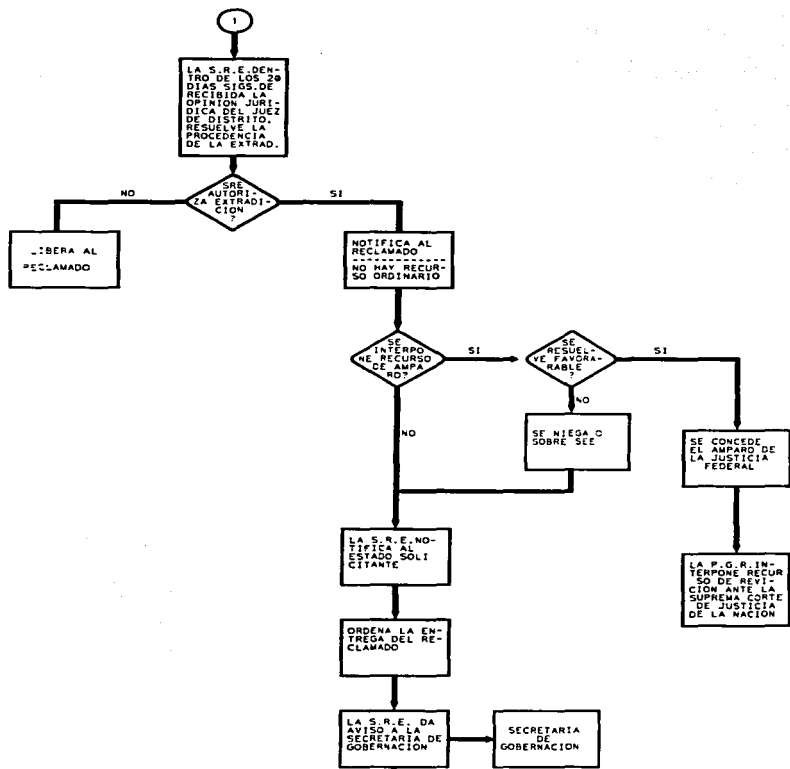 1
LA S.R.E.DEN-
TRO DE LOS 20
DIAS SIGS.DE
RECIBIDA LA
OPINION JURI-
DICA DEL JUEZ
DE DISTRITO.
RESUELVE LA
PROCEDENCIA
DE LA EXTRAD.
SRE
AUTORI-
ZA EXTRADI-
CION
?
NO
SI
LIBERA AL
RECLAMADO
NOTIFICA AL
RECLAMADO
NO HAY RECUR-
SO ORDINARIO
SE
INTERPO
NE RECURSO
DE AMPA
RO?
SI
NO
SE
RESUEL-
VE FAVORA-
RABLE
?
SI
NO
SE NIEGA O
SOBRE SEE
SE CONCEDE
EL AMPARO DE
LA JUSTICIA
FEDERAL
LA S.R.E.NO-
TIFICA AL
ESTADO SOLI-
CITANTE
LA P.G.R.IN-
TERPONE RECUR
SO DE REVI-
CION ANTE LA
SUPREMA CORTE
DE JUSTICIA
DE LA NACION
ORDENA LA EN-
TREGA DEL RE-
CLAMADO
LA S.R.E. DA
AVISO A LA
SECRETARIA DE
GOBERNACION
SECRETARIA
DE
GOBERNACION